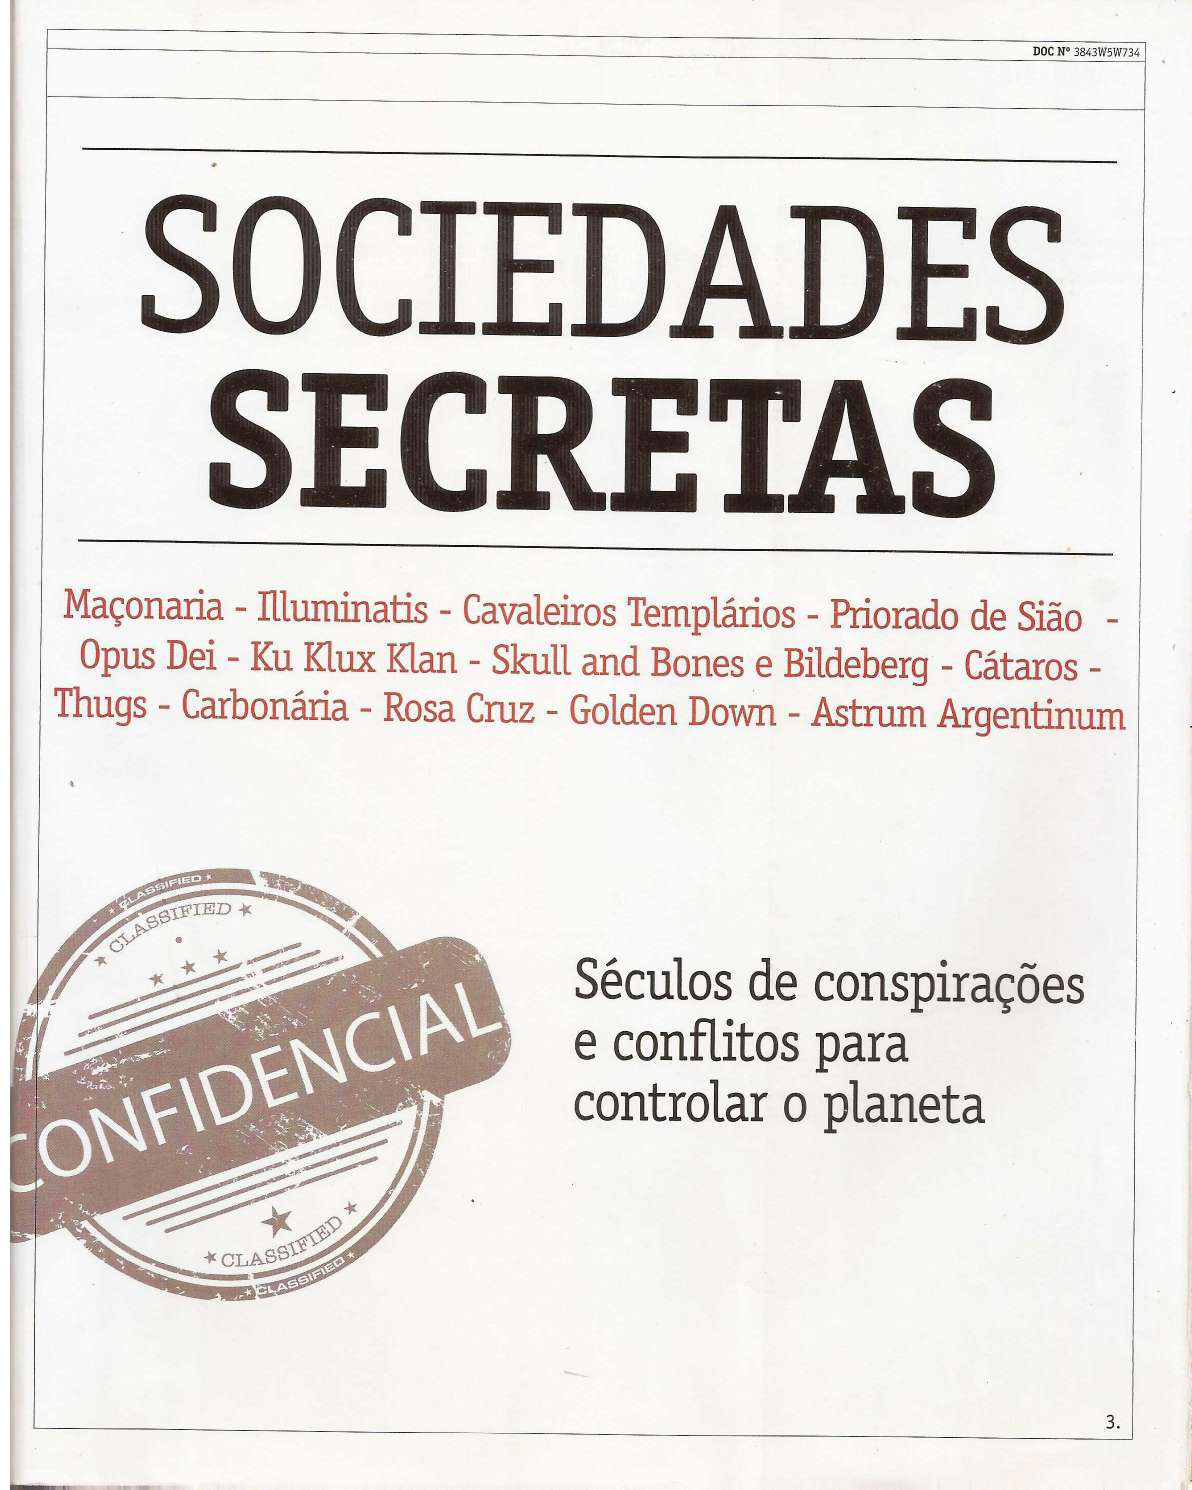 DOC Nº 3843W5W734
SOCIEDADES
SECRETAS
Maçonaria - Illuminatis - Cavaleiros Templários - Priorado de Sião -
Opus Dei - Ku Klux Klan - Skull and Bones e Bildeberg - Cátaros -
Thugs - Carbonária - Rosa Cruz - Golden Down - Astrum Argentinum
★ CLASSIFIED ★
★ CLASSIFIED ★
CONFIDENCIAL
★ CLASSIFIED ★
★ CLASSIFIED ★
Séculos de conspirações
e conflitos para
controlar o planeta
3.